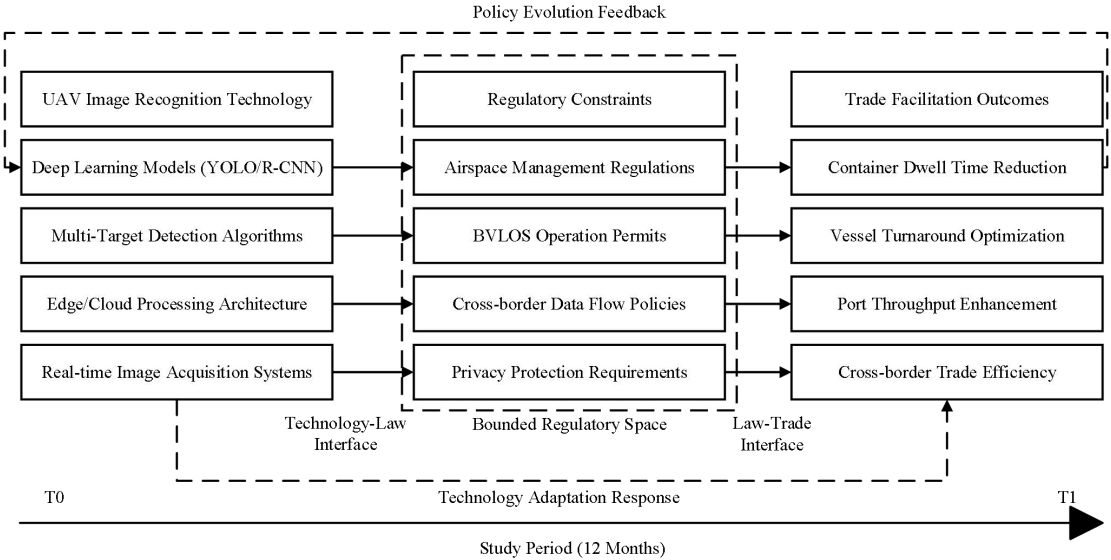 Policy Evolution Feedback
UAV Image Recognition Technology
Regulatory Constraints
Trade Facilitation Outcomes
Deep Learning Models (YOLO/R-CNN)
Airspace Management Regulations
Container Dwell Time Reduction
Multi-Target Detection Algorithms
BVLOS Operation Permits
Vessel Turnaround Optimization
Edge/Cloud Processing Architecture
Cross-border Data Flow Policies
Port Throughput Enhancement
Real-time Image Acquisition Systems
Privacy Protection Requirements
Cross-border Trade Efficiency
Technology-Law
Interface
Bounded Regulatory Space
Law-Trade
Interface
T0
Technology Adaptation Response
T1
Study Period (12 Months)